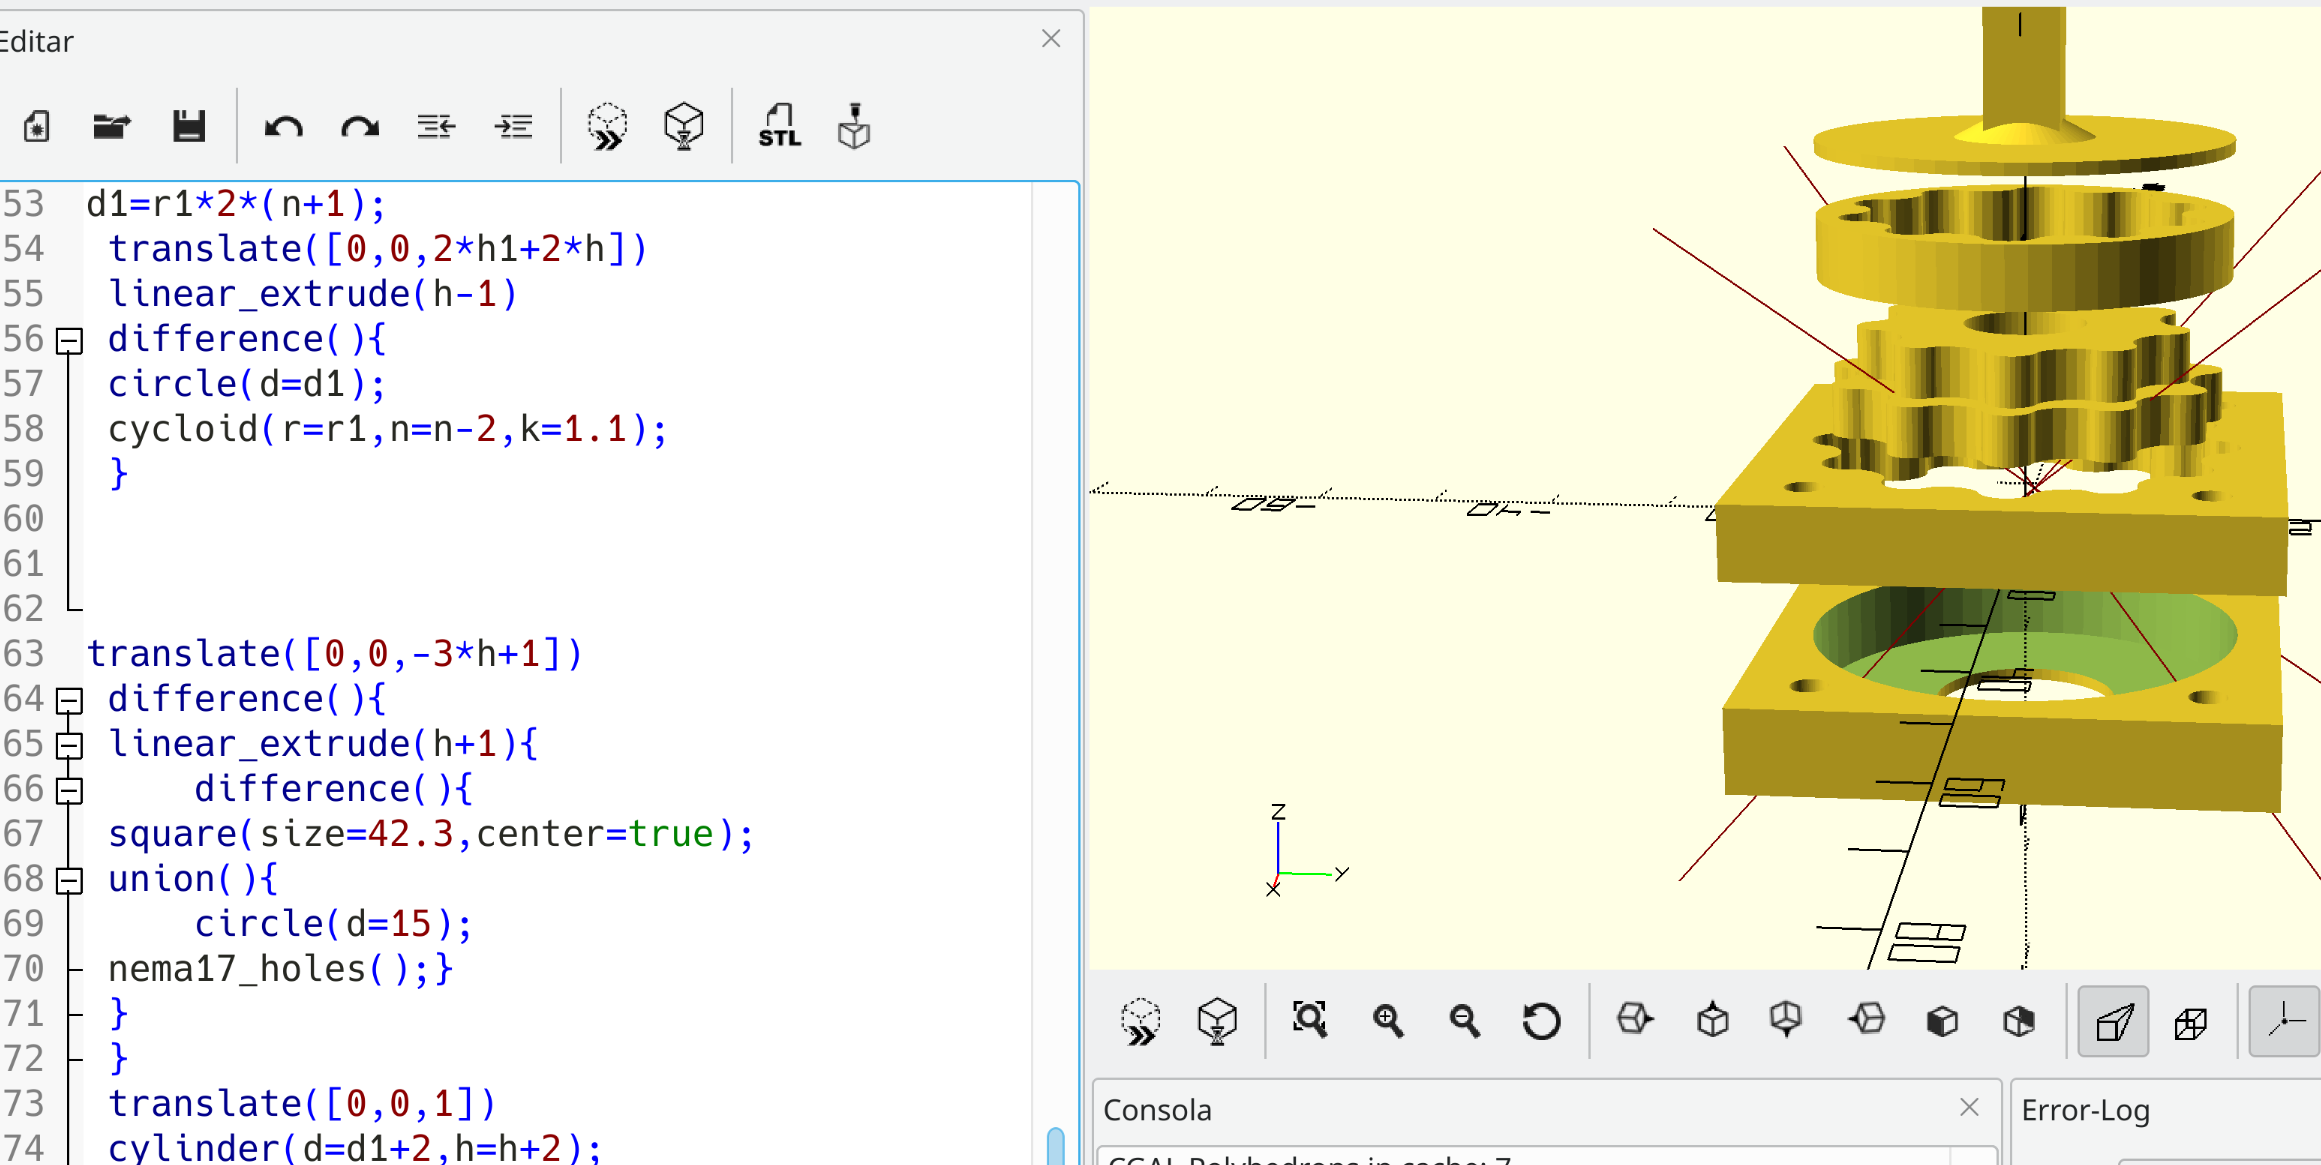 Editar
STL
53 d1=r1*2*(n+1);
54 translate([0,0,2*h1+2*h])
55 linear_extrude(h-1)
56 difference(){
57 circle(d=d1);
58 cycloid(r=r1,n=n-2,k=1.1);
59 }
60
61
62
63 translate([0,0,-3*h+1])
64 difference(){
65 linear_extrude(h+1){
66 difference(){
67 square(size=42.3,center=true);
68 union(){
69 circle(d=15);
70 nema17_holes();}
71 }
72 }
73 translate([0,0,1])
74 cylinder(d=d1+2,h=h+2);
Z
Y
X
Consola
Error-Log
CGAL Polyhedrons in cache: 7